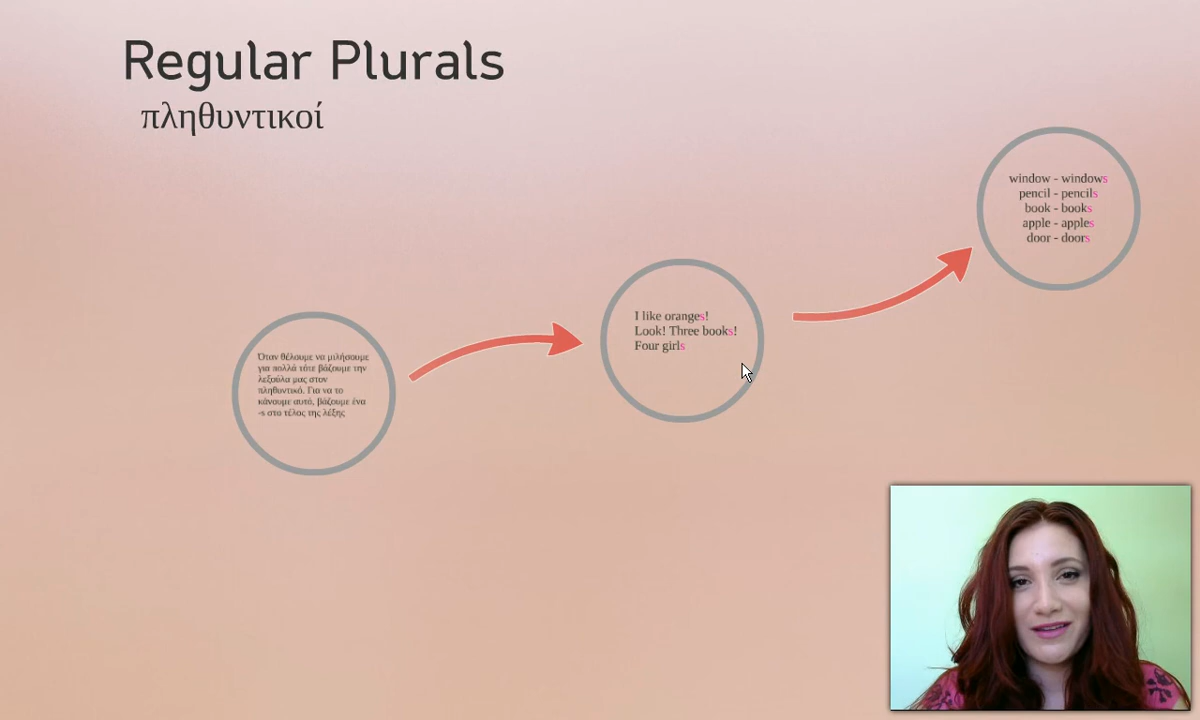 Regular Plurals
πληθυντικοί
Όταν θέλουμε να μιλήσουμε
για πολλά τότε βάζουμε την
λεξούλα μας στον
πληθυντικό. Για να το
κάνουμε αυτό, βάζουμε ένα
-s στο τέλος της λέξης
I like oranges!
Look! Three books!
Four girls
window - windows
pencil - pencils
book - books
apple - apples
door - doors